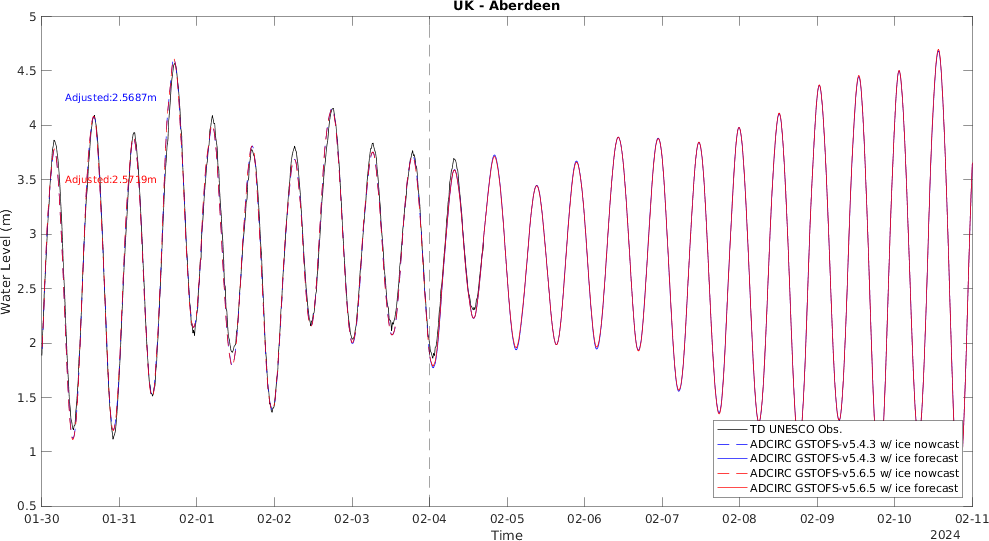 UK - Aberdeen
5
4.5
4
3.5
3
2.5
2
1.5
1
0.5
Water Level (m)
Adjusted:2.5687m
Adjusted:2.5719m
TD UNESCO Obs.
ADCIRC GSTOFS-v5.4.3 w/ ice nowcast
ADCIRC GSTOFS-v5.4.3 w/ ice forecast
ADCIRC GSTOFS-v5.6.5 w/ ice nowcast
ADCIRC GSTOFS-v5.6.5 w/ ice forecast
01-30 01-31 02-01 02-02 02-03 02-04 02-05 02-06 02-07 02-08 02-09 02-10 02-11
Time
2024